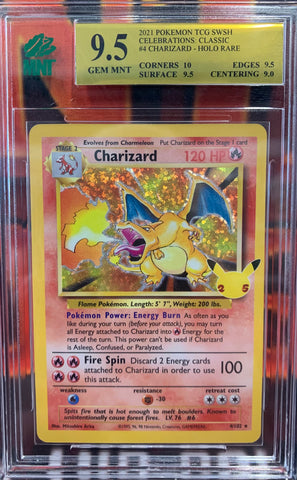 MNT
9.5
GEM MNT
2021 POKEMON TCG SWSH
CELEBRATIONS: CLASSIC
#4 CHARIZARD - HOLO RARE
CORNERS 10 EDGES 9.5
SURFACE 9.5 CENTERING 9.0
STAGE 2 Evolves from Charmeleon Put Charizard on the Stage 1 card
Charizard 120 HP
25
Flame Pokémon. Length: 5' 7", Weight: 200 lbs.
Pokémon Power: Energy Burn As often as you
like during your turn (before your attack), you may turn
all Energy attached to Charizard into Energy for
the rest of the turn. This power can't be used if Charizard
is Asleep, Confused, or Paralyzed.
Fire Spin Discard 2 Energy cards
attached to Charizard in order to use
this attack. 100
weakness resistance retreat cost
-30
Spits fire that is hot enough to melt boulders. Known to
unintentionally cause forest fires. LV. 76 #6
Illus. Mitsuhiro Arita ©1995, 96, 98 Nintendo, Creatures, GAMEFREAK. 4/102